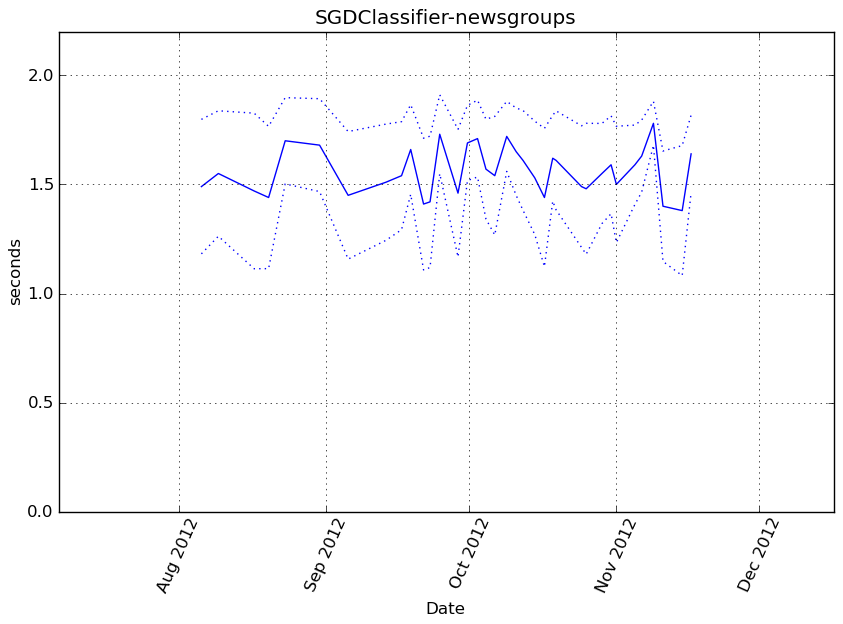 SGDClassifier-newsgroups
2.0
1.5
1.0
0.5
0.0
seconds
Aug 2012
Sep 2012
Oct 2012
Nov 2012
Dec 2012
Date